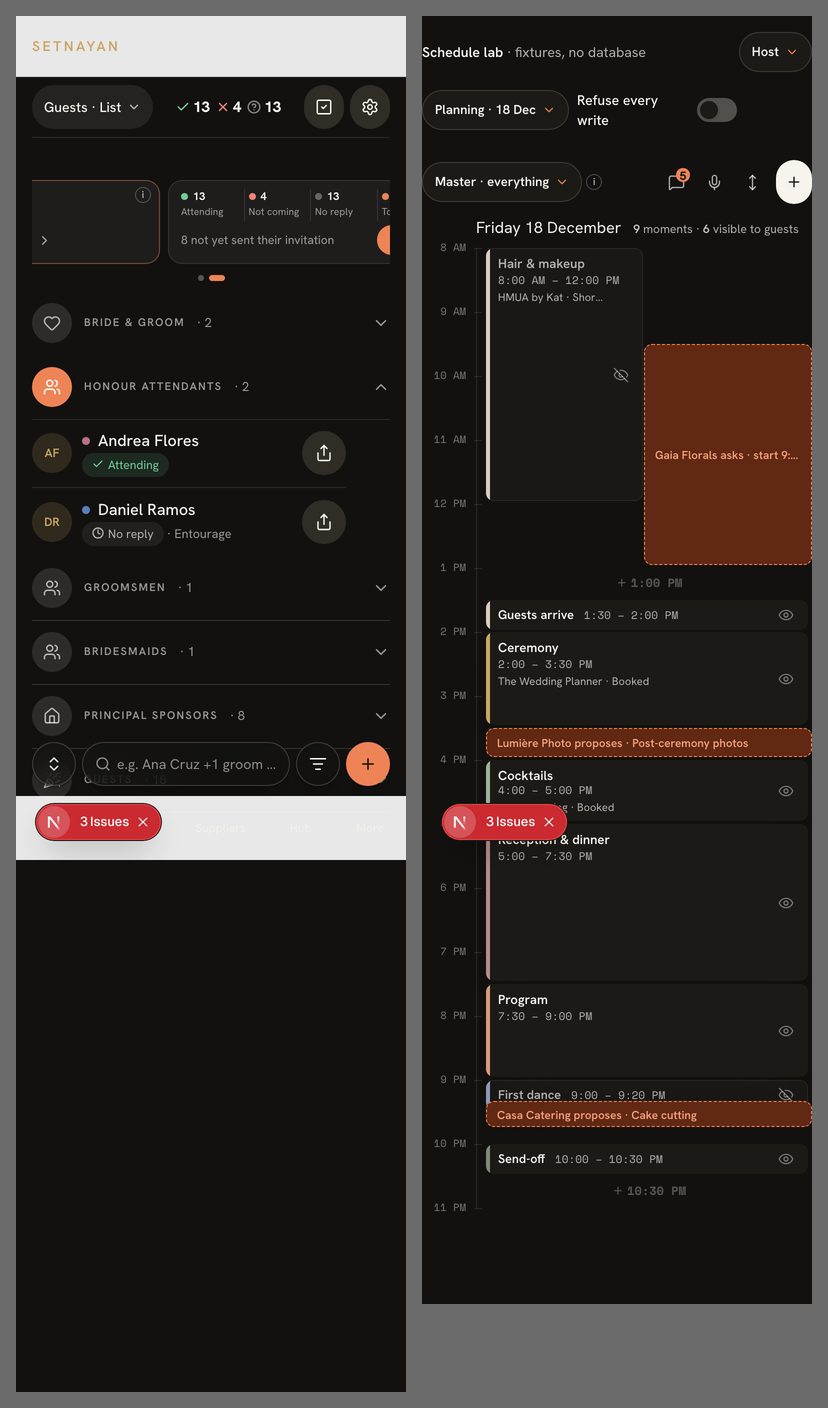 SETNAYAN
Guests · List
13
4
13
13
Attending
4
Not coming
13
No reply
8 not yet sent their invitation
BRIDE & GROOM · 2
HONOUR ATTENDANTS · 2
AF
Andrea Flores
Attending
DR
Daniel Ramos
No reply · Entourage
GROOMSMEN · 1
BRIDESMAIDS · 1
PRINCIPAL SPONSORS · 8
e.g. Ana Cruz +1 groom ...
GUESTS · 18
N 3 Issues
Suppliers
Hub
More
Schedule lab · fixtures, no database
Host
Planning · 18 Dec
Refuse every
write
Master · everything
5
Friday 18 December
9 moments · 6 visible to guests
8 AM
Hair & makeup
8:00 AM – 12:00 PM
HMUA by Kat · Shor...
9 AM
10 AM
11 AM
Gaia Florals asks · start 9:...
12 PM
1 PM
+ 1:00 PM
Guests arrive 1:30 – 2:00 PM
2 PM
Ceremony
2:00 – 3:30 PM
The Wedding Planner · Booked
3 PM
Lumière Photo proposes · Post-ceremony photos
4 PM
Cocktails
4:00 – 5:00 PM
· Booked
N 3 Issues
Reception & dinner
5:00 – 7:30 PM
6 PM
7 PM
Program
7:30 – 9:00 PM
8 PM
9 PM
First dance 9:00 – 9:20 PM
Casa Catering proposes · Cake cutting
10 PM
Send-off 10:00 – 10:30 PM
+ 10:30 PM
11 PM